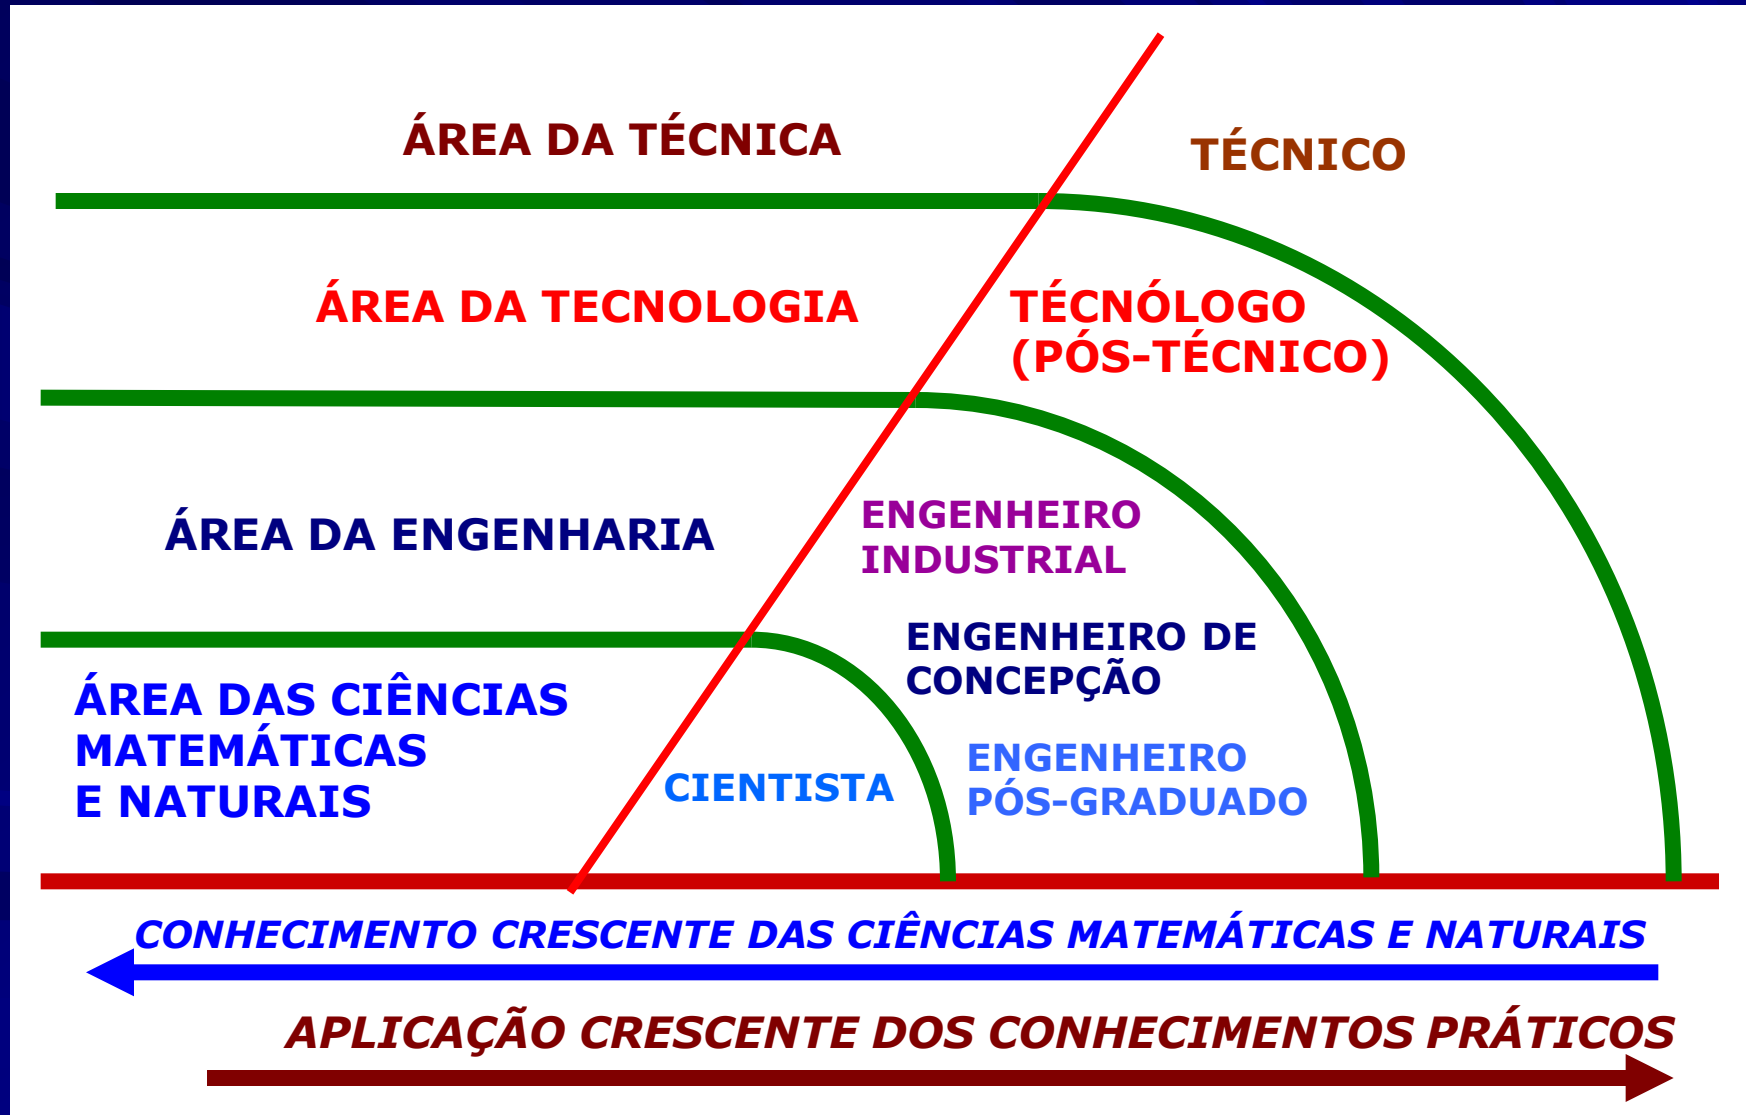 ÁREA DA TÉCNICA
TÉCNICO
ÁREA DA TECNOLOGIA
TÉCNÓLOGO
(PÓS-TÉCNICO)
ÁREA DA ENGENHARIA
ENGENHEIRO
INDUSTRIAL
ENGENHEIRO DE
CONCEPÇÃO
ÁREA DAS CIÊNCIAS
MATEMÁTICAS
E NATURAIS
CIENTISTA
ENGENHEIRO
PÓS-GRADUADO
CONHECIMENTO CRESCENTE DAS CIÊNCIAS MATEMÁTICAS E NATURAIS
APLICAÇÃO CRESCENTE DOS CONHECIMENTOS PRÁTICOS